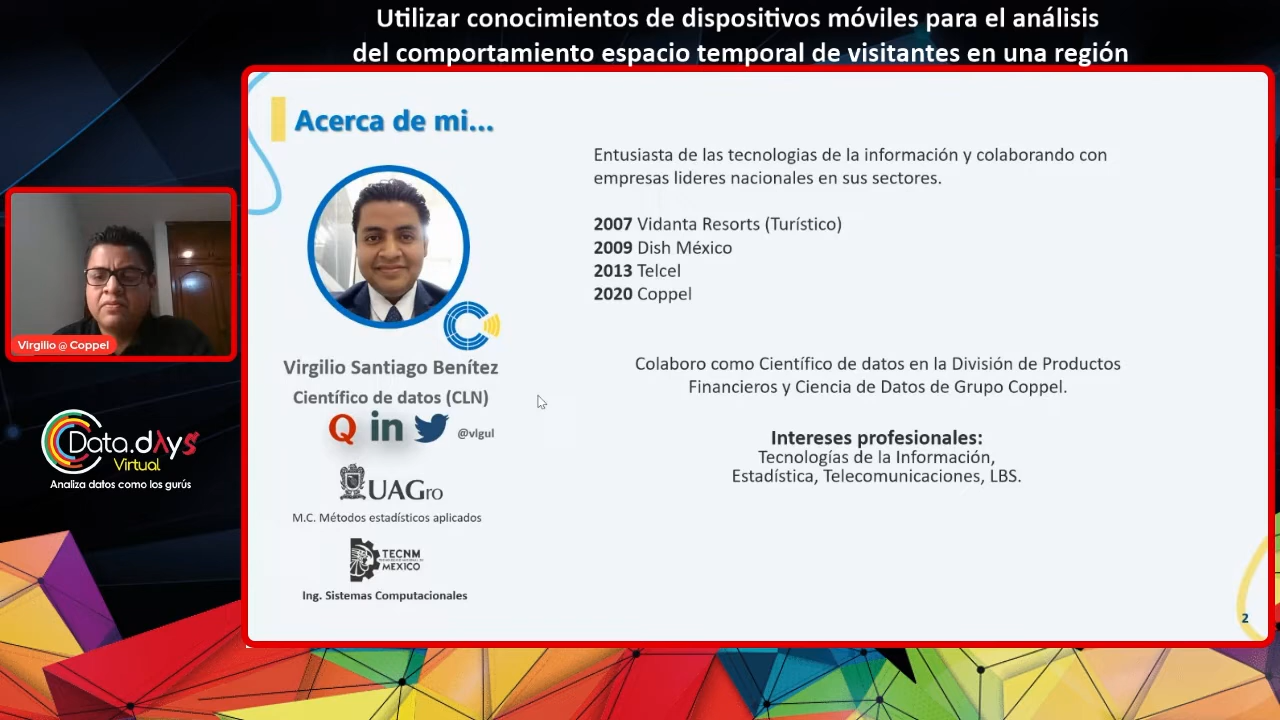 Utilizar conocimientos de dispositivos móviles para el análisis
del comportamiento espacio temporal de visitantes en una región
Acerca de mi...
Entusiasta de las tecnologias de la información y colaborando con
empresas lideres nacionales en sus sectores.
2007 Vidanta Resorts (Turístico)
2009 Dish México
2013 Telcel
2020 Coppel
Virgilio @ Coppel
Virgilio Santiago Benítez
Científico de datos (CLN)
Q in @vlgul
UAGro
M.C. Métodos estadísticos aplicados
TECNM
MÉXICO
Ing. Sistemas Computacionales
Colaboro como Científico de datos en la División de Productos
Financieros y Ciencia de Datos de Grupo Coppel.
Intereses profesionales:
Tecnologías de la Información,
Estadística, Telecomunicaciones, LBS.
Data.dAys
Virtual
Analiza datos como los gurús
2